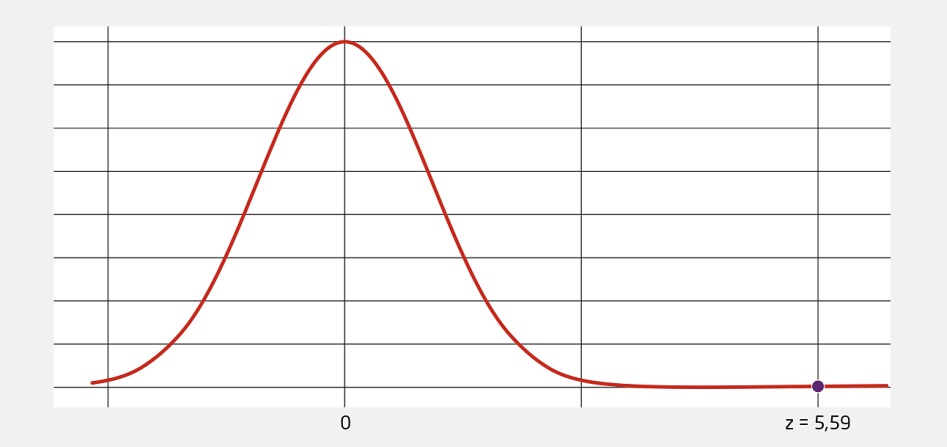 0
z = 5,59